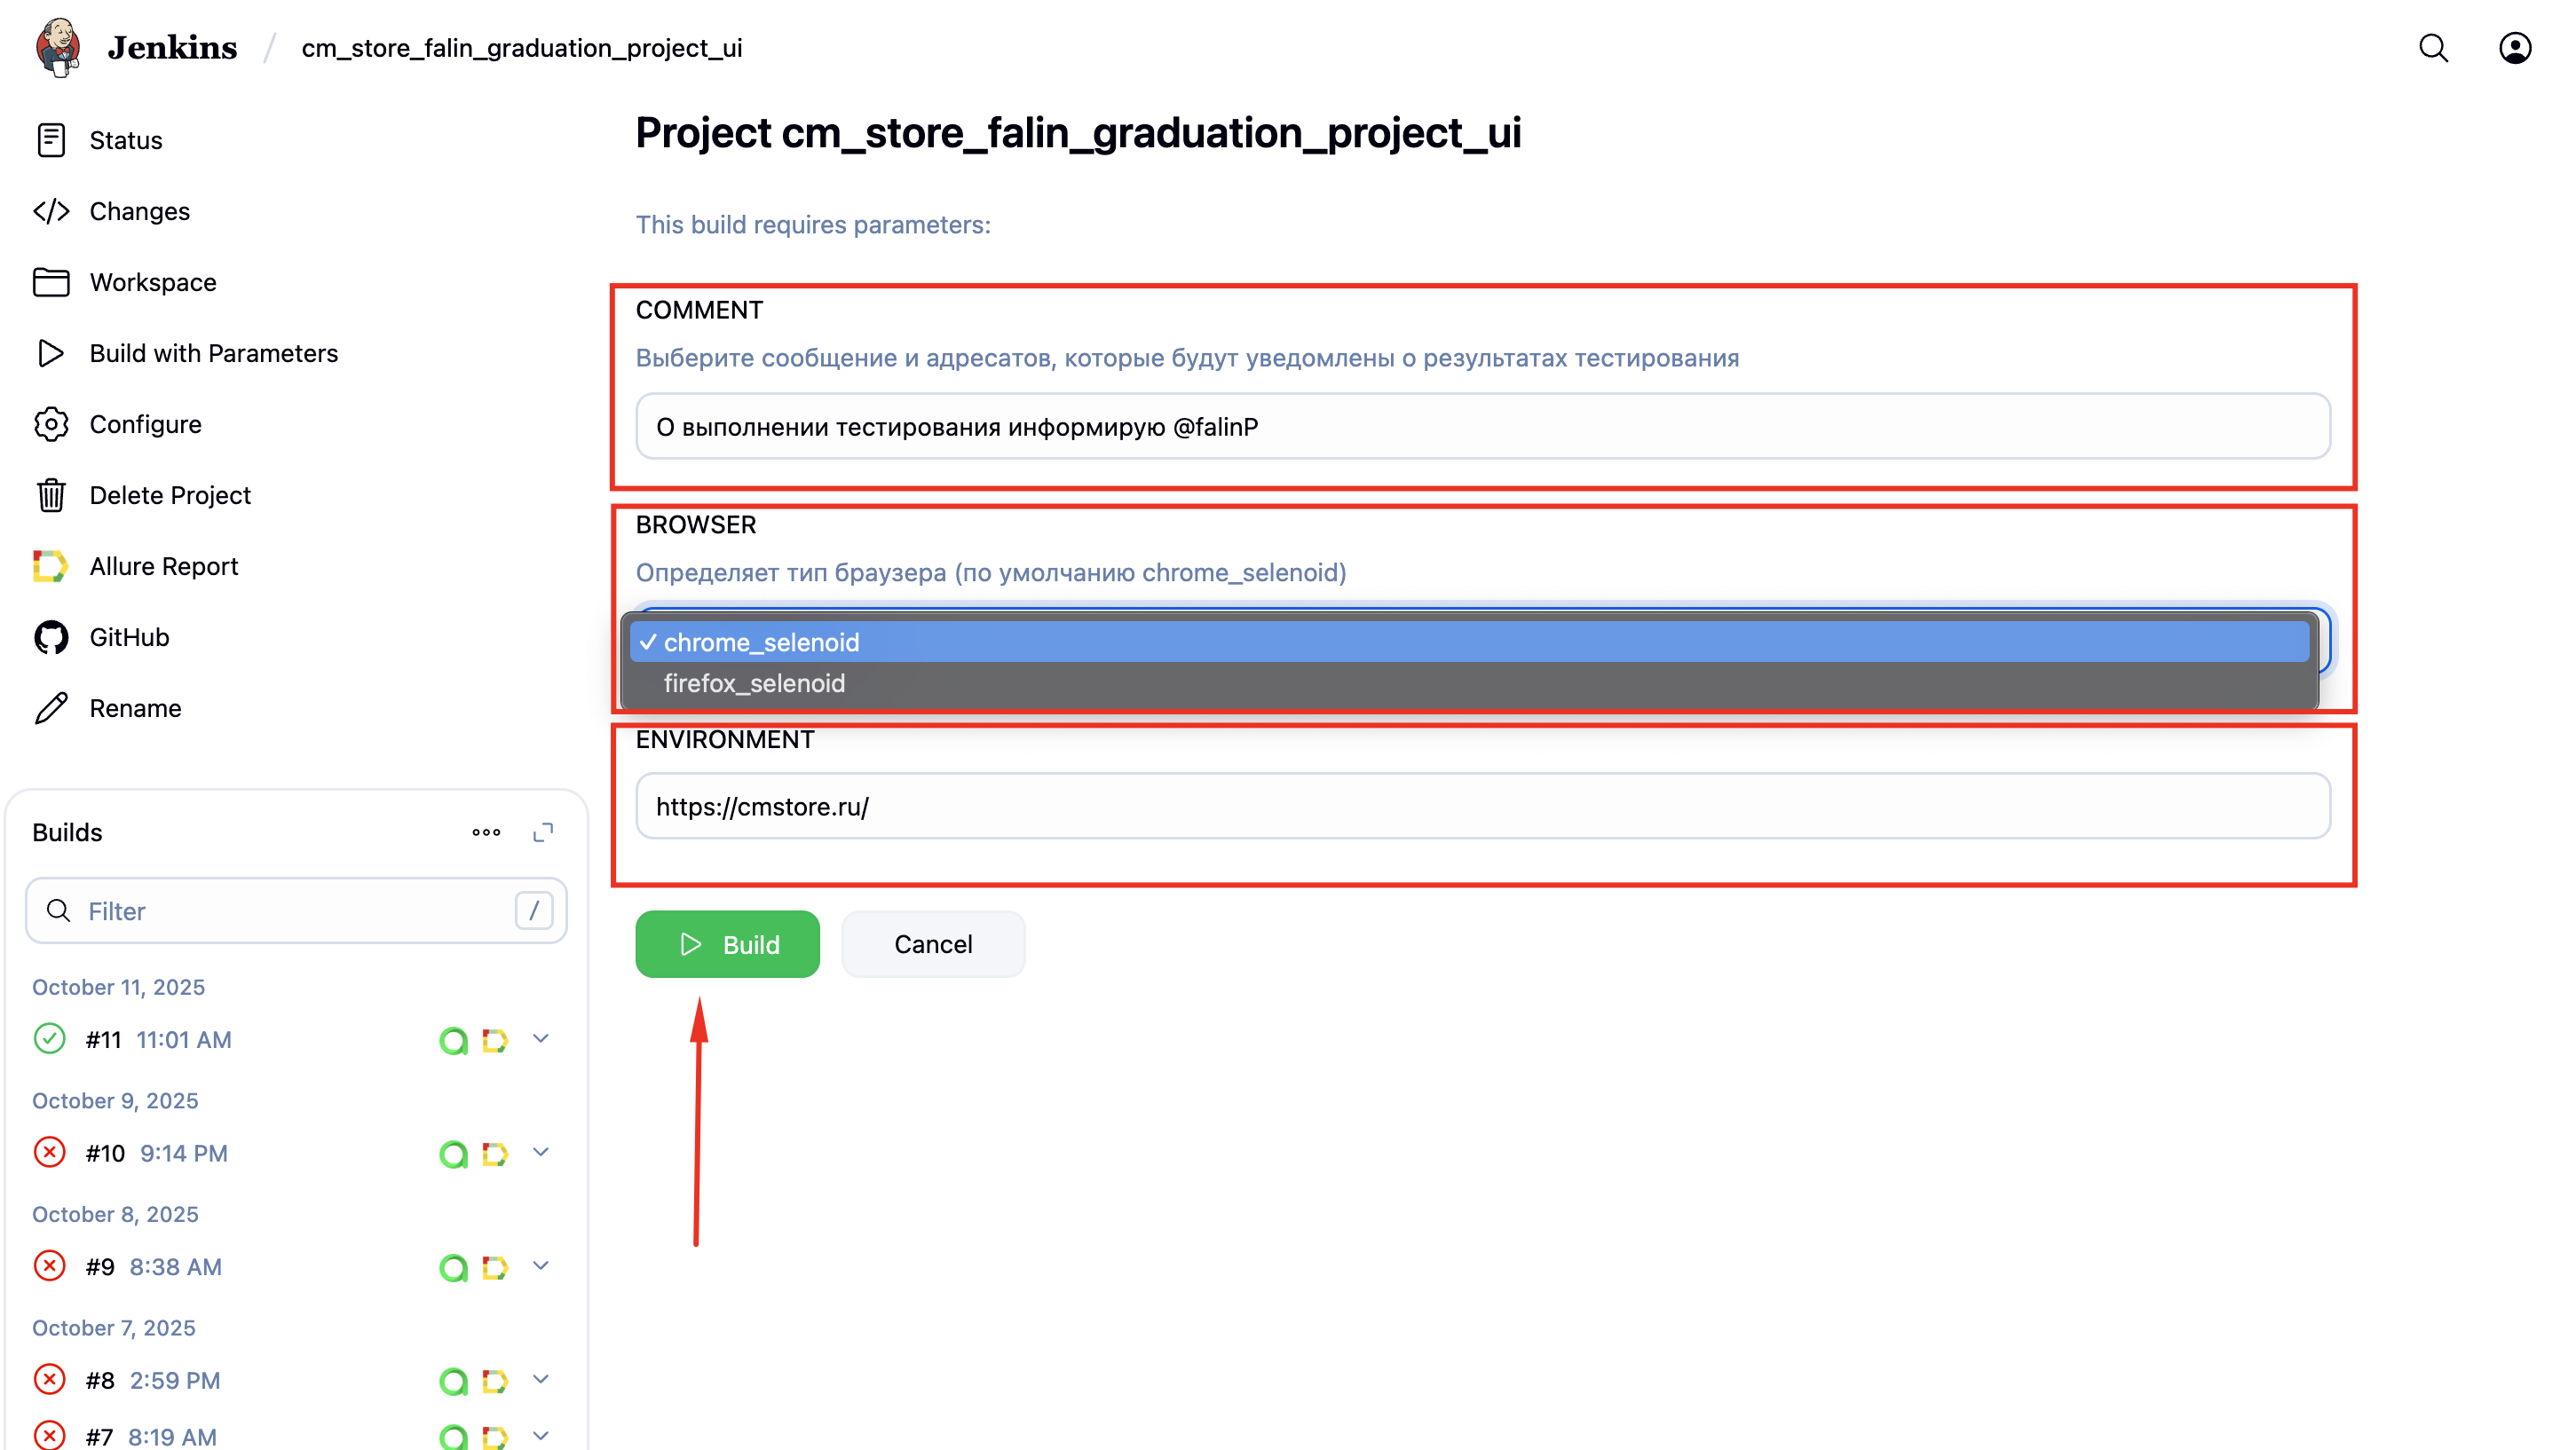 Jenkins / cm_store_falin_graduation_project_ui
Status
Changes
Workspace
Build with Parameters
Configure
Delete Project
Allure Report
GitHub
Rename
Builds
Filter /
October 11, 2025
#11 11:01 AM
October 9, 2025
#10 9:14 PM
October 8, 2025
#9 8:38 AM
October 7, 2025
#8 2:59 PM
#7 8:19 AM
Project cm_store_falin_graduation_project_ui
This build requires parameters:
COMMENT
Выберите сообщение и адресатов, которые будут уведомлены о результатах тестирования
О выполнении тестирования информирую @falinP
BROWSER
Определяет тип браузера (по умолчанию chrome_selenoid)
chrome_selenoid
firefox_selenoid
ENVIRONMENT
https://cmstore.ru/
Build
Cancel